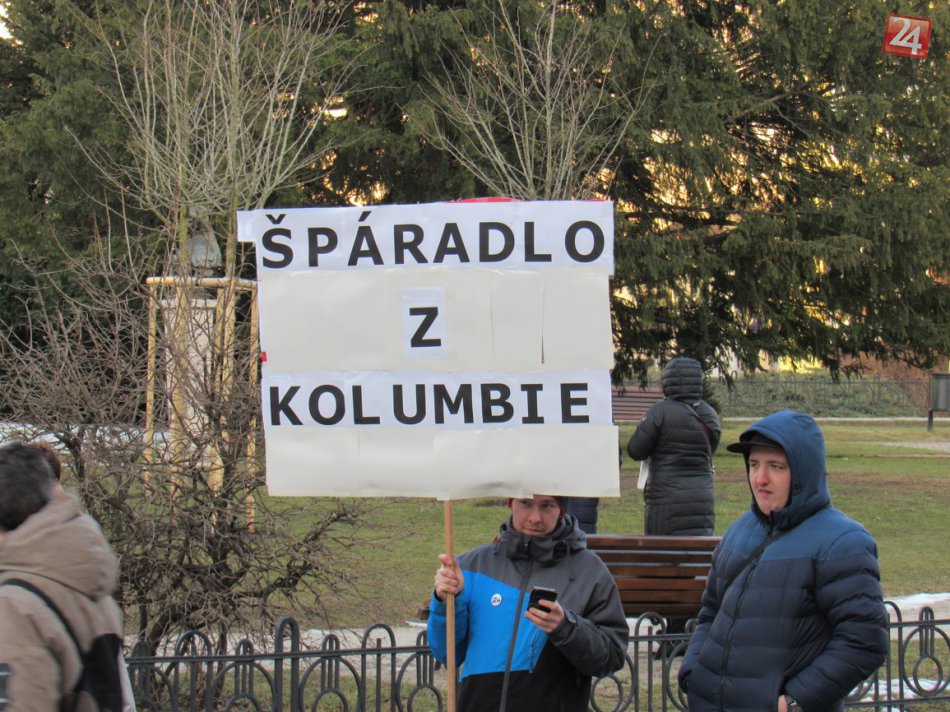 24
ŠPÁRADLO
Z
KOLUMBIE